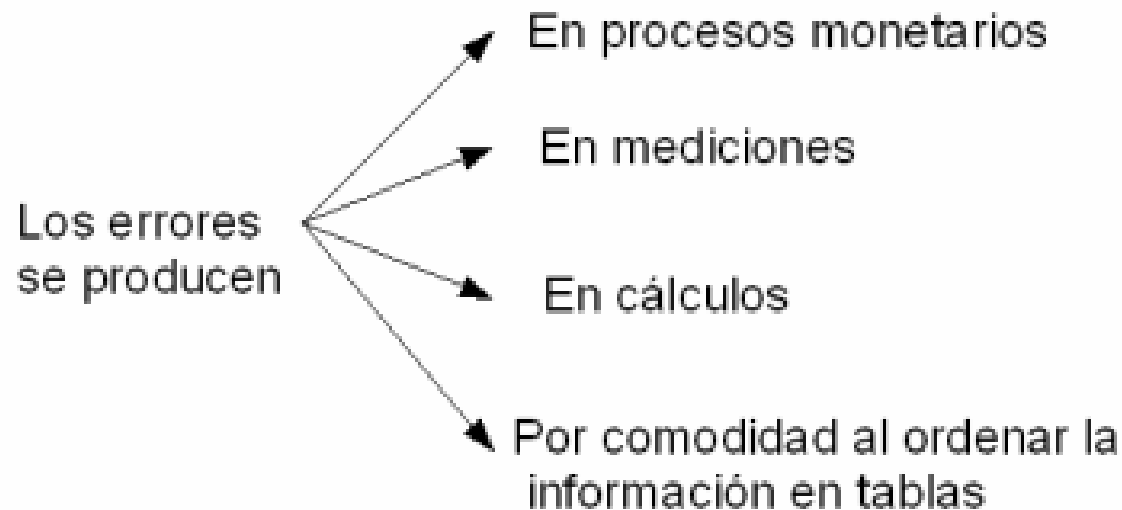 En procesos monetarios
En mediciones
Los errores
se producen
En cálculos
Por comodidad al ordenar la
información en tablas